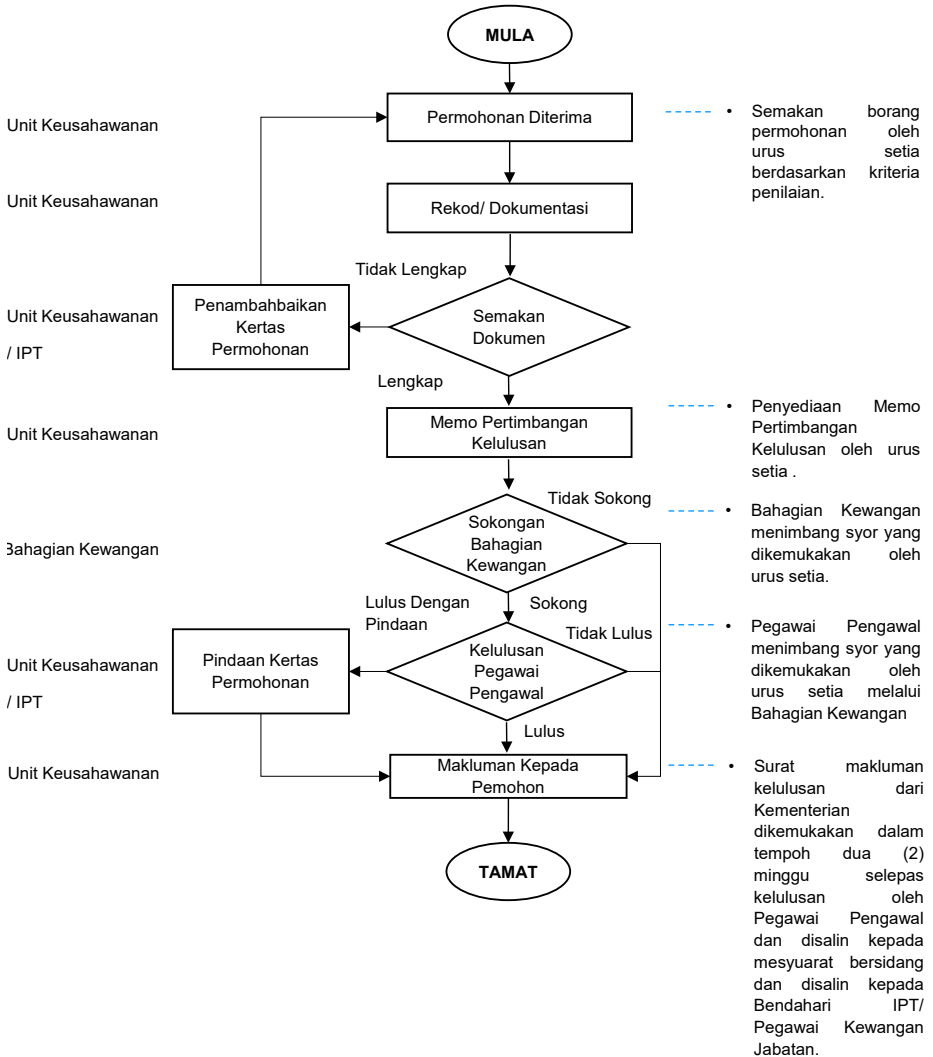 MULA
Unit Keusahawanan
Permohonan Diterima
• Semakan borang
permohonan oleh
urus setia
berdasarkan kriteria
penilaian.
Unit Keusahawanan
Rekod/ Dokumentasi
Tidak Lengkap
Unit Keusahawanan
/ IPT
Penambahbaikan
Kertas
Permohonan
Semakan
Dokumen
Lengkap
Unit Keusahawanan
Memo Pertimbangan
Kelulusan
• Penyediaan Memo
Pertimbangan
Kelulusan oleh urus
setia .
Tidak Sokong
Bahagian Kewangan
Sokongan
Bahagian
Kewangan
• Bahagian Kewangan
menimbang syor yang
dikemukakan oleh
urus setia.
Lulus Dengan
Pindaan
Sokong
Tidak Lulus
Unit Keusahawanan
/ IPT
Pindaan Kertas
Permohonan
Kelulusan
Pegawai
Pengawal
• Pegawai Pengawal
menimbang syor yang
dikemukakan oleh
urus setia melalui
Bahagian Kewangan
Lulus
Unit Keusahawanan
Makluman Kepada
Pemohon
• Surat makluman
kelulusan dari
Kementerian
dikemukakan dalam
tempoh dua (2)
minggu selepas
kelulusan oleh
Pegawai Pengawal
dan disalin kepada
mesyuarat bersidang
dan disalin kepada
Bendahari IPT/
Pegawai Kewangan
Jabatan.
TAMAT